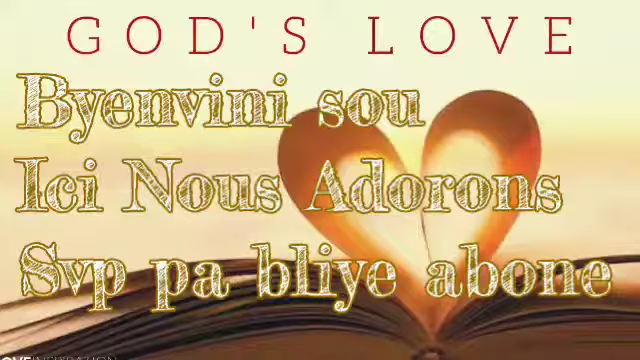 GOD'S LOVE
Byenvini sou
Ici Nous Adorons
Svp pa bliye abone